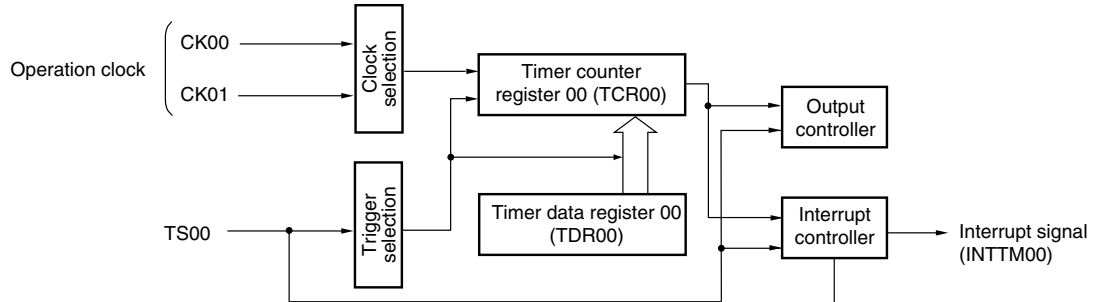 Operation clock
CK00
CK01
Clock
selection
Timer counter
register 00 (TCR00)
Output
controller
TS00
Trigger
selection
Timer data register 00
(TDR00)
Interrupt
controller
Interrupt signal
(INTTM00)